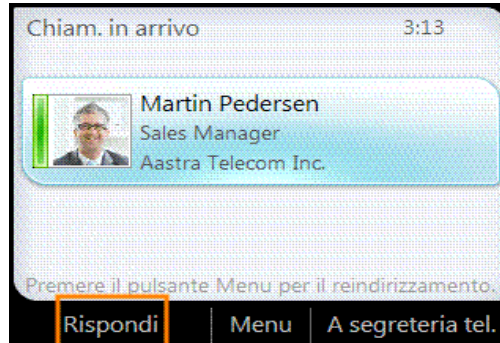 Chiam. in arrivo 3:13
Martin Pedersen
Sales Manager
Aastra Telecom Inc.
Premere il pulsante Menu per il reindirizzamento.
Rispondi Menu A segreteria tel.